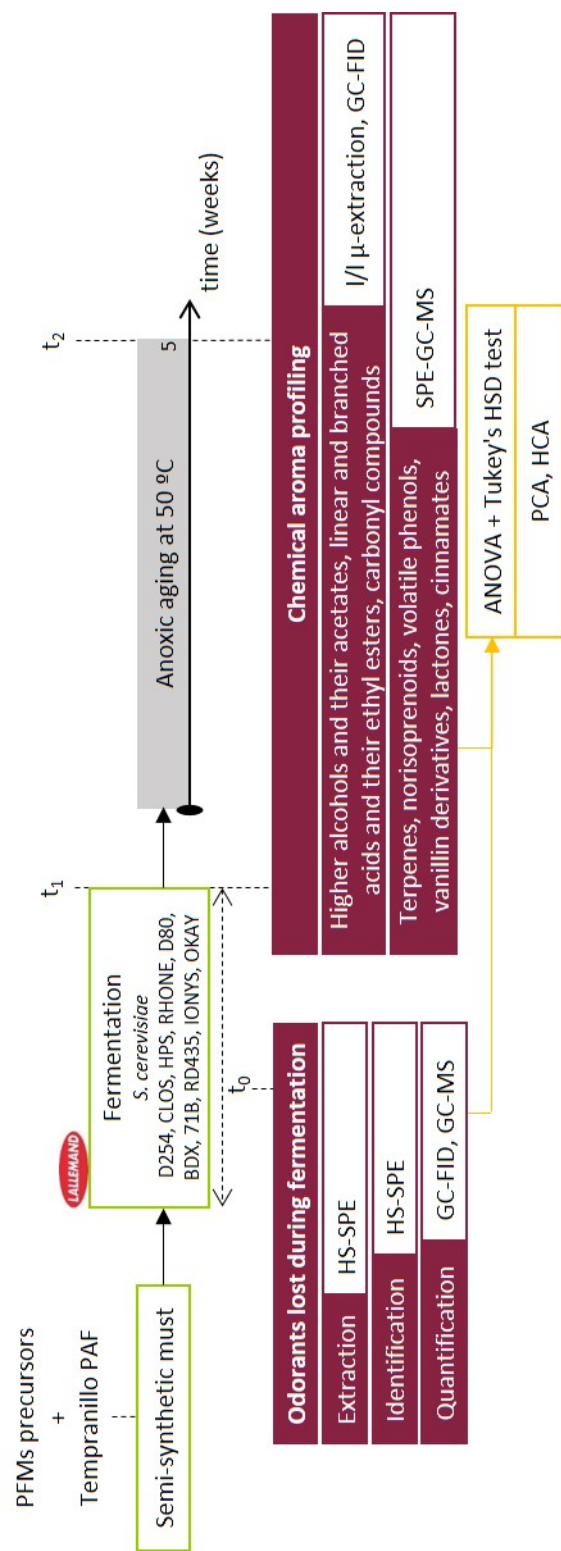 PFMs precursors
+
Tempranillo PAF
Semi-synthetic must
LALLEMAND
Fermentation
S. cerevisiae
D254, CLOS, HPS, RHONE, D80,
BDX, 71B, RD435, IONYS, OKAY
t0
t1
Anoxic aging at 50 ºC
5
t2
time (weeks)
Odorants lost during fermentation
Extraction
HS-SPE
Identification
HS-SPE
Quantification
GC-FID, GC-MS
Chemical aroma profiling
Higher alcohols and their acetates, linear and branched
acids and their ethyl esters, carbonyl compounds
l/l µ-extraction, GC-FID
Terpenes, norisoprenoids, volatile phenols,
vanillin derivatives, lactones, cinnamates
SPE-GC-MS
ANOVA + Tukey's HSD test
PCA, HCA